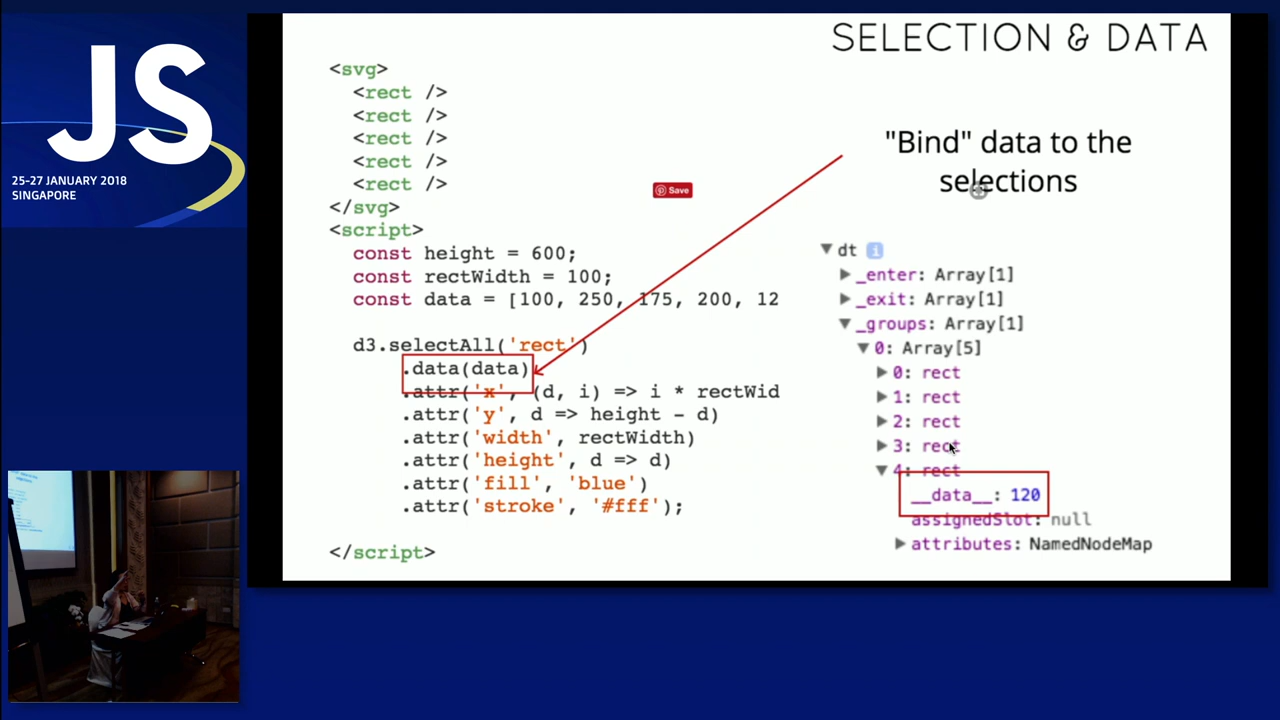 JS
25-27 JANUARY 2018
SINGAPORE
SELECTION & DATA
<svg>
<rect />
<rect />
<rect />
<rect />
<rect />
</svg>
<script>
const height = 600;
const rectWidth = 100;
const data = [100, 250, 175, 200, 12
d3.selectAll('rect')
.data(data)
.attr('x', (d, i) => i * rectWid
.attr('y', d => height - d)
.attr('width', rectWidth)
.attr('height', d => d)
.attr('fill', 'blue')
.attr('stroke', '#fff');
</script>
Save
"Bind" data to the
selections
dt i
_enter: Array[1]
_exit: Array[1]
_groups: Array[1]
0: Array[5]
0: rect
1: rect
2: rect
3: rect
4: rect
__data__: 120
assignedSlot: null
attributes: NamedNodeMap